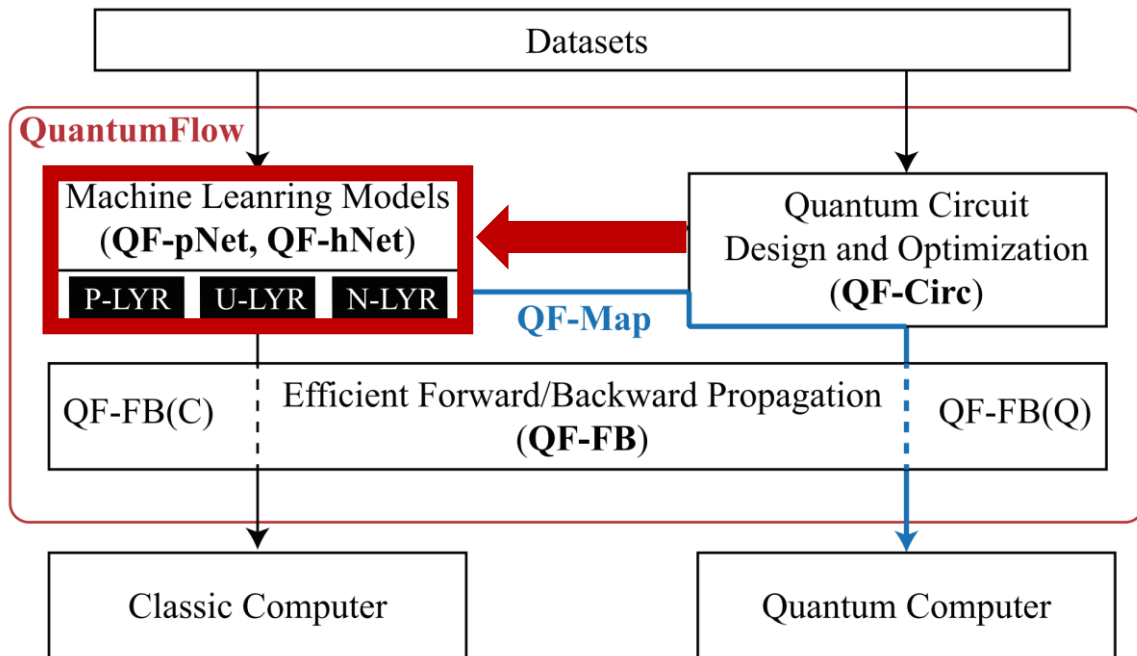 Datasets
QuantumFlow
Machine Leanring Models
(QF-pNet, QF-hNet)
P-LYR U-LYR N-LYR
Quantum Circuit
Design and Optimization
(QF-Circ)
QF-Map
QF-FB(C)
Efficient Forward/Backward Propagation
(QF-FB)
QF-FB(Q)
Classic Computer
Quantum Computer